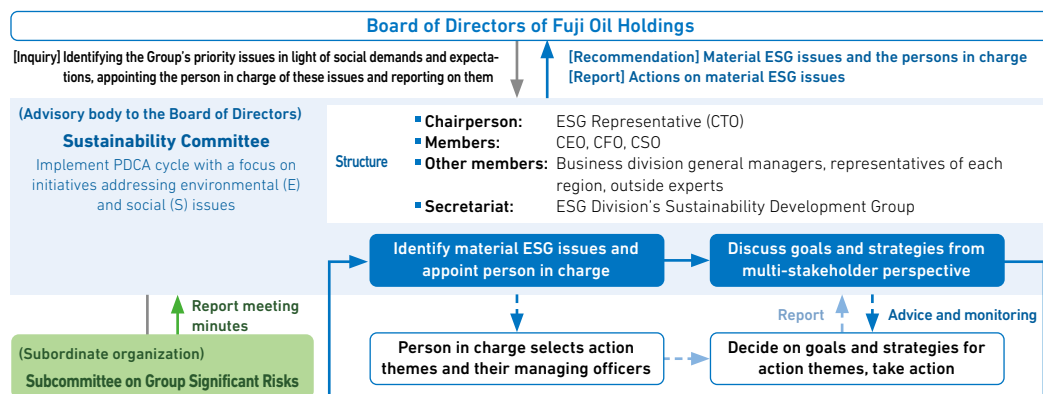 Board of Directors of Fuji Oil Holdings
[Inquiry] Identifying the Group's priority issues in light of social demands and expecta-
tions, appointing the person in charge of these issues and reporting on them
[Recommendation] Material ESG issues and the persons in charge
[Report] Actions on material ESG issues
(Advisory body to the Board of Directors)
Sustainability Committee
Implement PDCA cycle with a focus on
initiatives addressing environmental (E)
and social (S) issues
Structure
Chairperson: ESG Representative (CTO)
Members: CEO, CFO, CSO
Other members: Business division general managers, representatives of each
region, outside experts
Secretariat: ESG Division's Sustainability Development Group
Identify material ESG issues and
appoint person in charge
Discuss goals and strategies from
multi-stakeholder perspective
Report meeting
minutes
Report
Advice and monitoring
(Subordinate organization)
Subcommittee on Group Significant Risks
Person in charge selects action
themes and their managing officers
Decide on goals and strategies for
action themes, take action